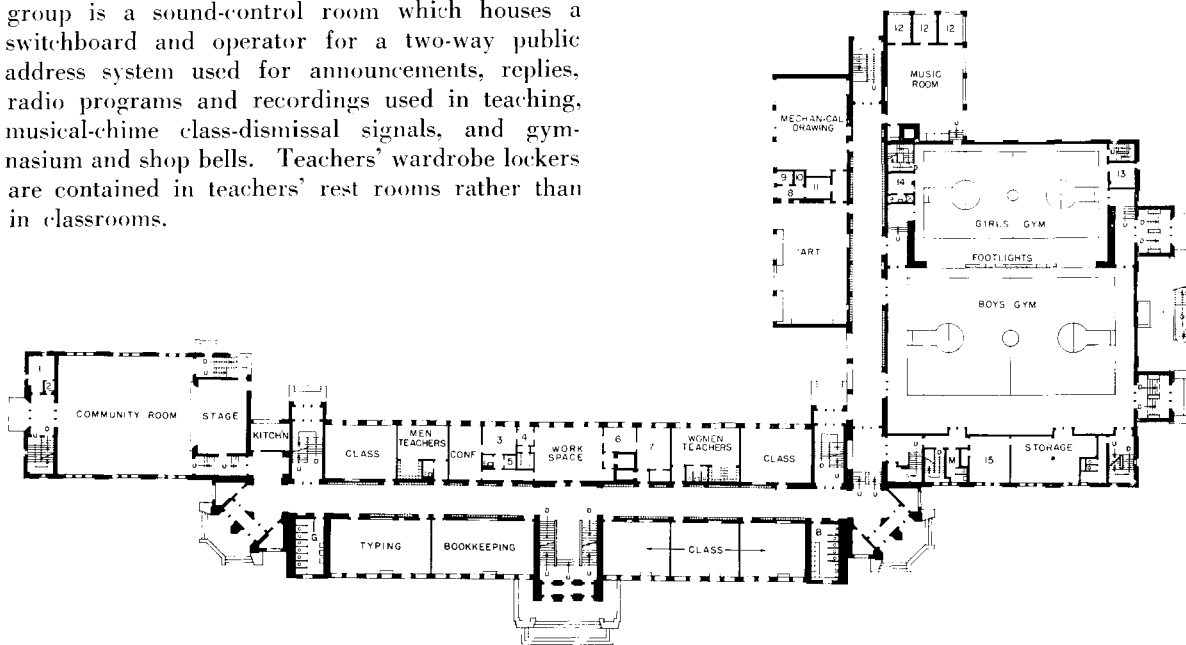 group is a sound-control room which houses a
switchboard and operator for a two-way public
address system used for announcements, replies,
radio programs and recordings used in teaching,
musical-chime class-dismissal signals, and gym-
nasium and shop bells. Teachers' wardrobe lockers
are contained in teachers' rest rooms rather than
in classrooms.
12 12 12
MUSIC
ROOM
MECHANICAL
DRAWING
9 10
8 11
14
13
GIRLS GYM
ART
FOOTLIGHTS
BOYS GYM
1
2
COMMUNITY ROOM
STAGE
KITCH'N
CLASS
MEN
TEACHERS
CONF
3
4
5
WORK
SPACE
6
7
WOMEN
TEACHERS
CLASS
M
15
STORAGE
G
TYPING
BOOKKEEPING
CLASS
B